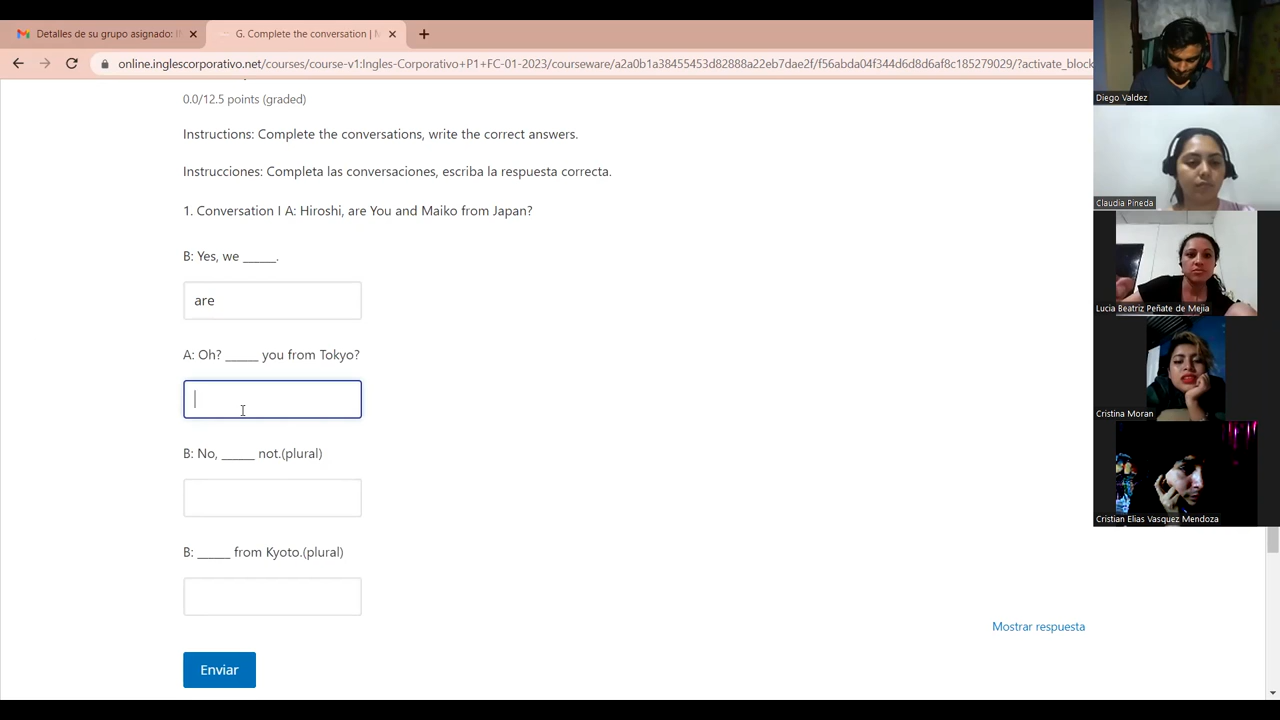 Detalles de su grupo asignado: I
G. Complete the conversation | M
online.inglescorporativo.net/courses/course-v1:Ingles-Corporativo+P1+FC-01-2023/courseware/a2a0b1a38455453d82888a22eb7dae2f/f56abda04f344d6d8d6af8c185279029/?activate_block
0.0/12.5 points (graded)
Instructions: Complete the conversations, write the correct answers.
Instrucciones: Completa las conversaciones, escriba la respuesta correcta.
1. Conversation I A: Hiroshi, are You and Maiko from Japan?
B: Yes, we ______.
are
A: Oh? ______ you from Tokyo?
B: No, ______ not.(plural)
B: ______ from Kyoto.(plural)
Mostrar respuesta
Enviar
Diego Valdez
Claudia Pineda
Lucia Beatriz Peñate de Mejia
Cristina Moran
Cristian Elias Vasquez Mendoza